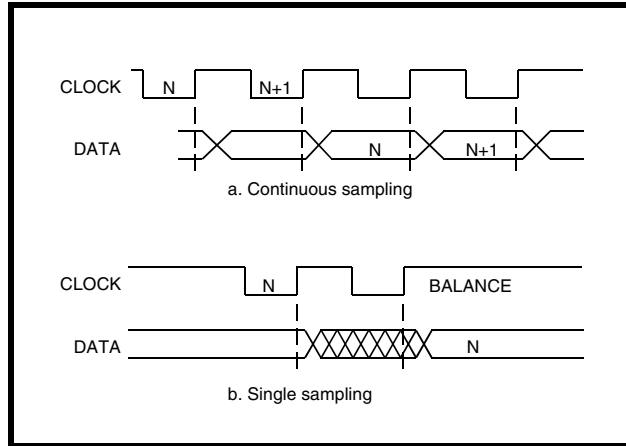 CLOCK N N+1
DATA N N+1
a. Continuous sampling
CLOCK N BALANCE
DATA N
b. Single sampling